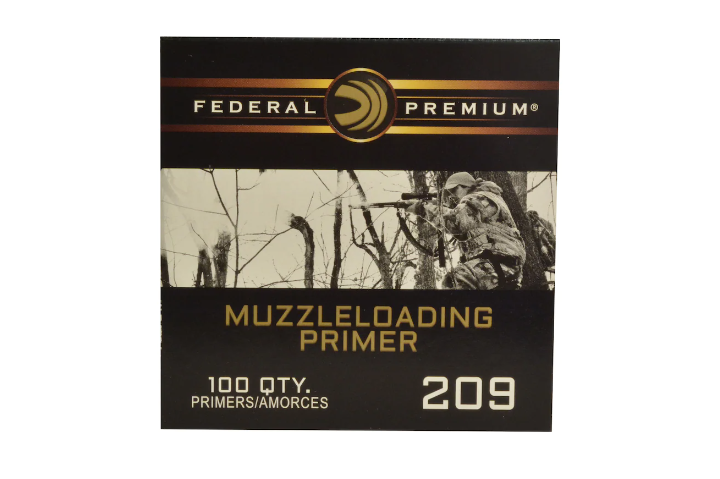 FEDERAL PREMIUM®
MUZZLELOADING
PRIMER
100 QTY.
PRIMERS/AMORCES
209